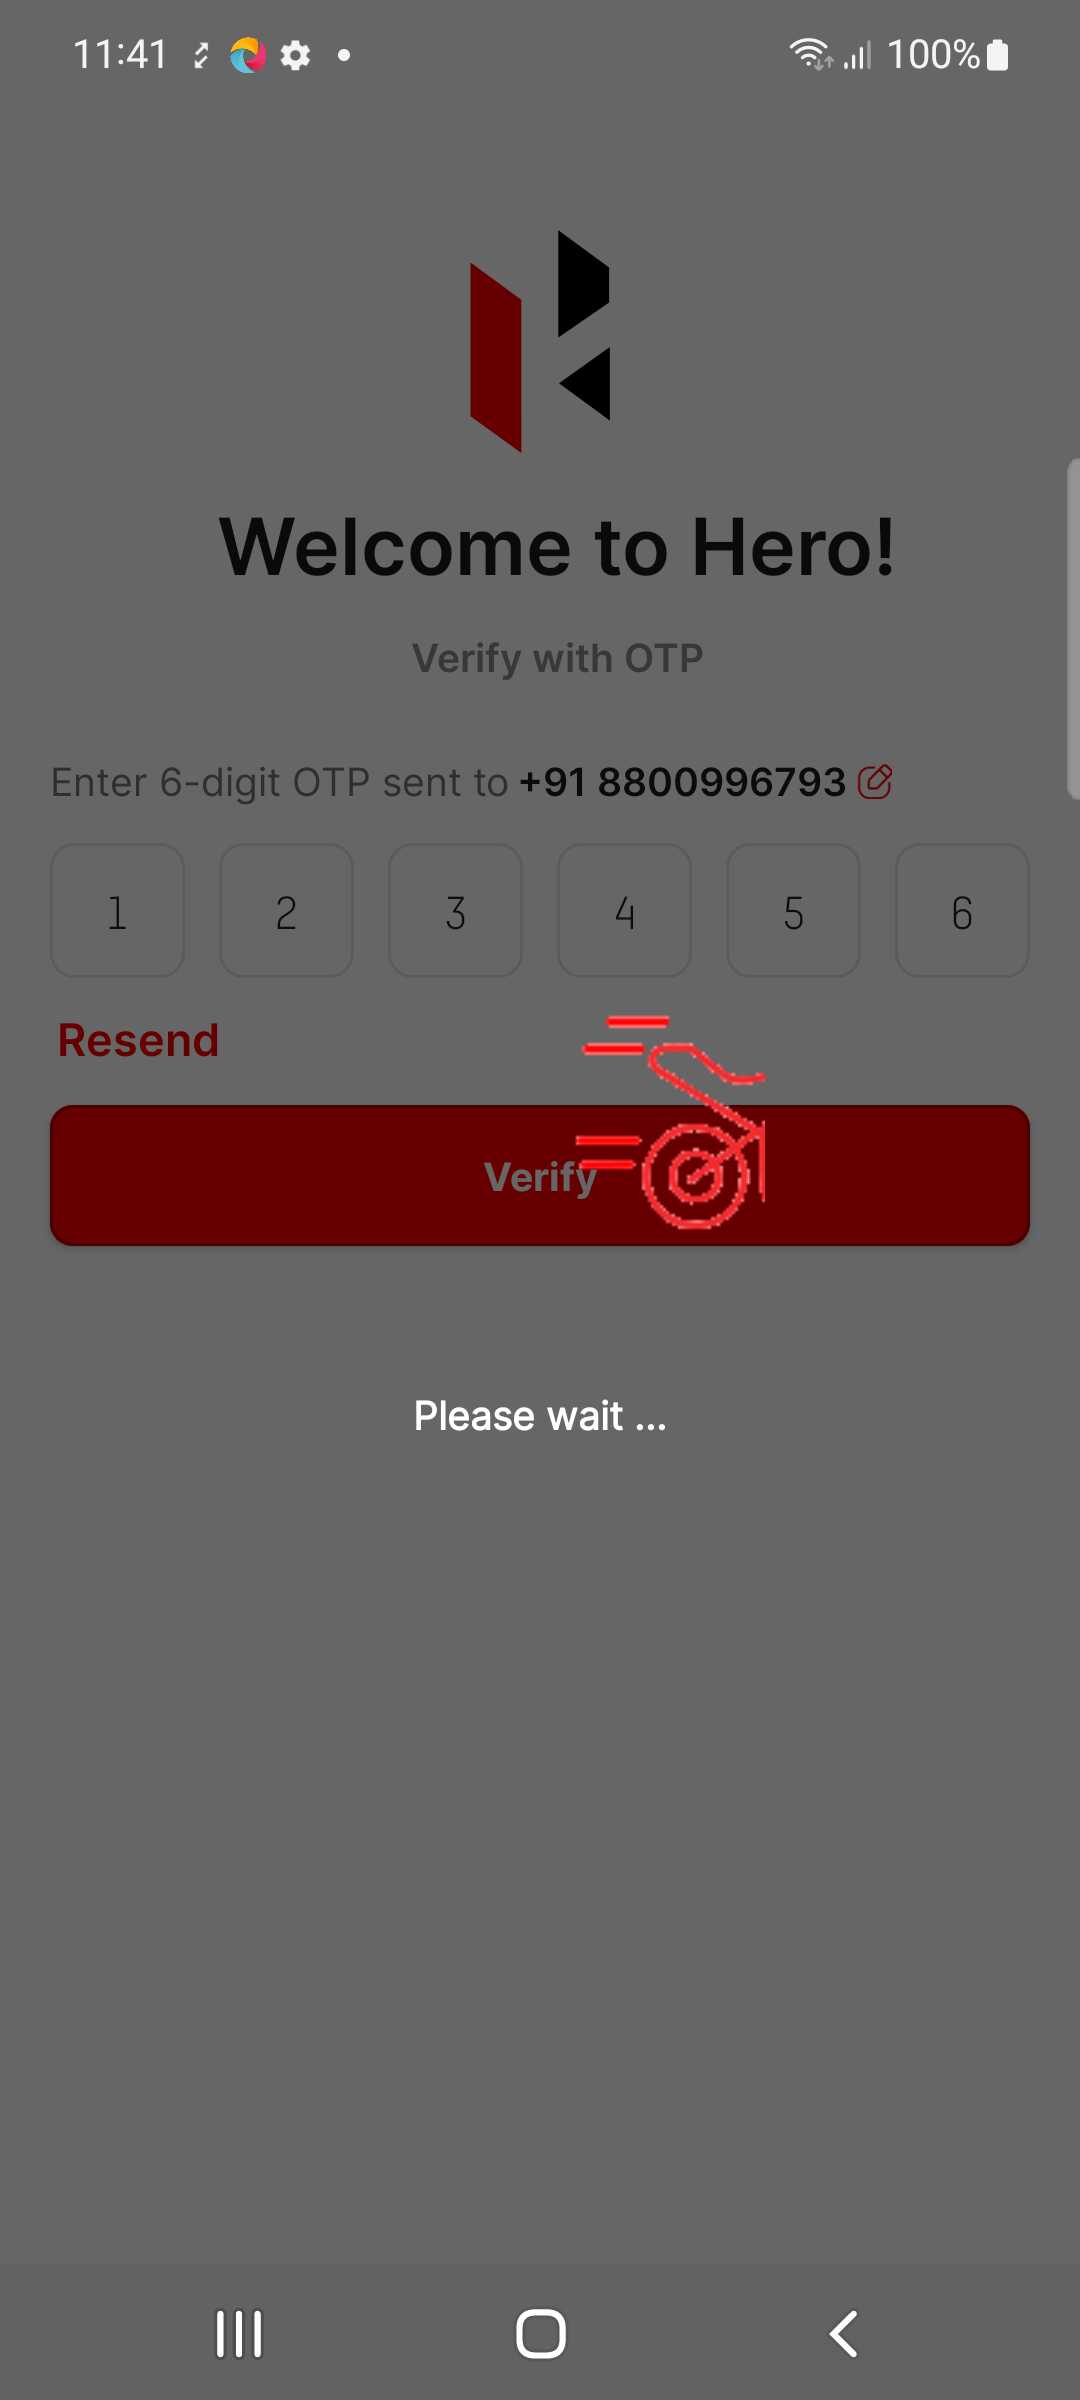 11:41
100%
Welcome to Hero!
Verify with OTP
Enter 6-digit OTP sent to +91 8800996793
1 2 3 4 5 6
Resend
Verify
Please wait ...